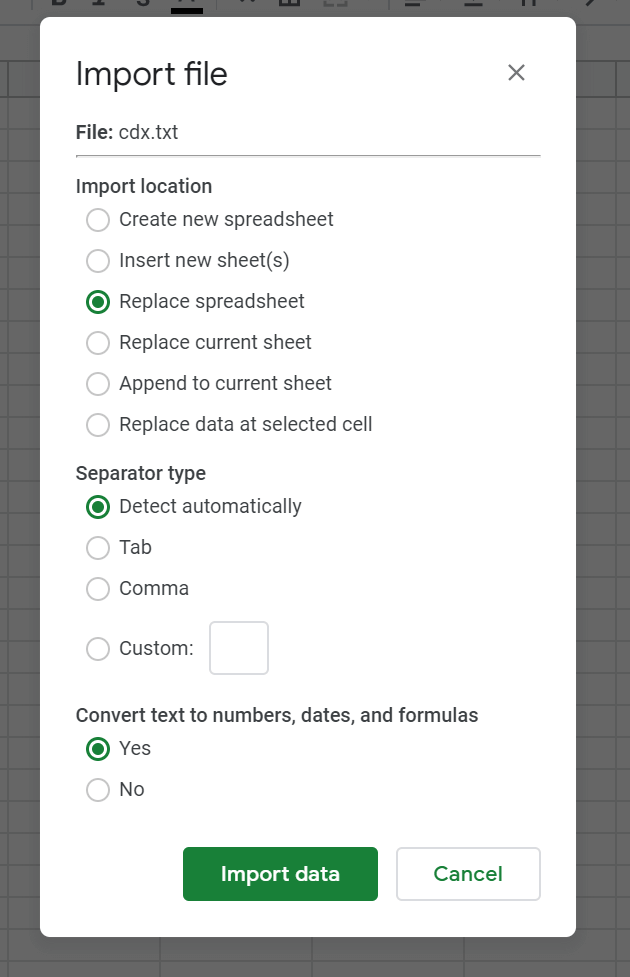 Import file
File: cdx.txt
Import location
Create new spreadsheet
Insert new sheet(s)
Replace spreadsheet
Replace current sheet
Append to current sheet
Replace data at selected cell
Separator type
Detect automatically
Tab
Comma
Custom:
Convert text to numbers, dates, and formulas
Yes
No
Import data
Cancel